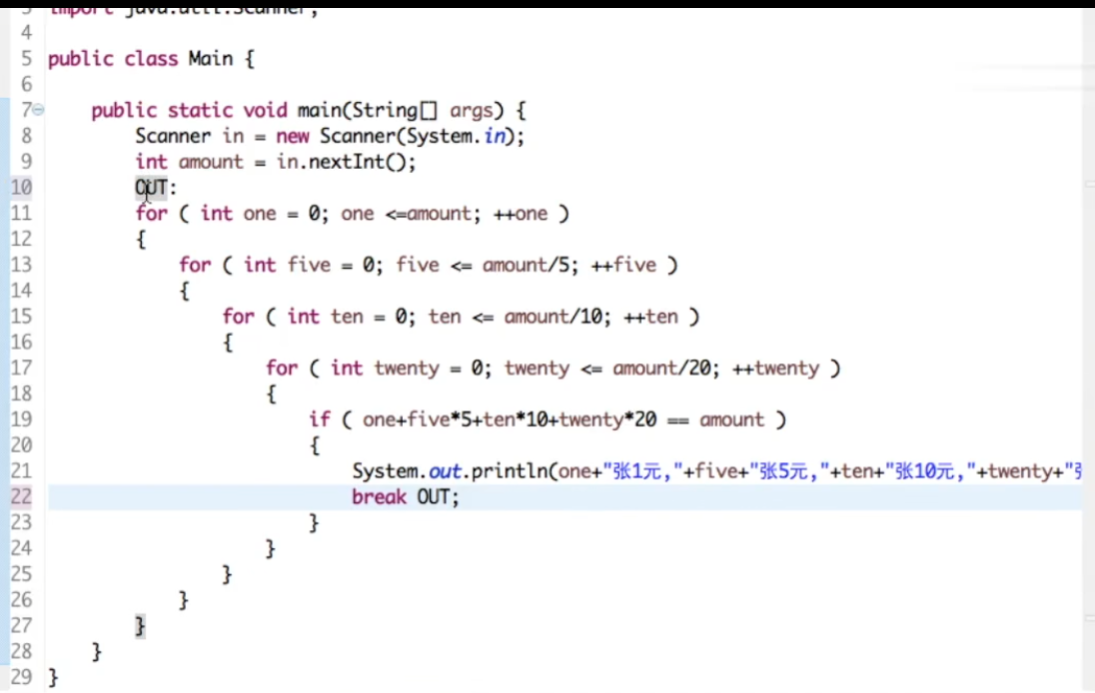 3 import java.util.Scanner;
4
5 public class Main {
6
7 public static void main(String[] args) {
8 Scanner in = new Scanner(System.in);
9 int amount = in.nextInt();
10 OUT:
11 for ( int one = 0; one <=amount; ++one )
12 {
13 for ( int five = 0; five <= amount/5; ++five )
14 {
15 for ( int ten = 0; ten <= amount/10; ++ten )
16 {
17 for ( int twenty = 0; twenty <= amount/20; ++twenty )
18 {
19 if ( one+five*5+ten*10+twenty*20 == amount )
20 {
21 System.out.println(one+"张1元,"+five+"张5元,"+ten+"张10元,"+twenty+"
22 break OUT;
23 }
24 }
25 }
26 }
27 }
28 }
29 }